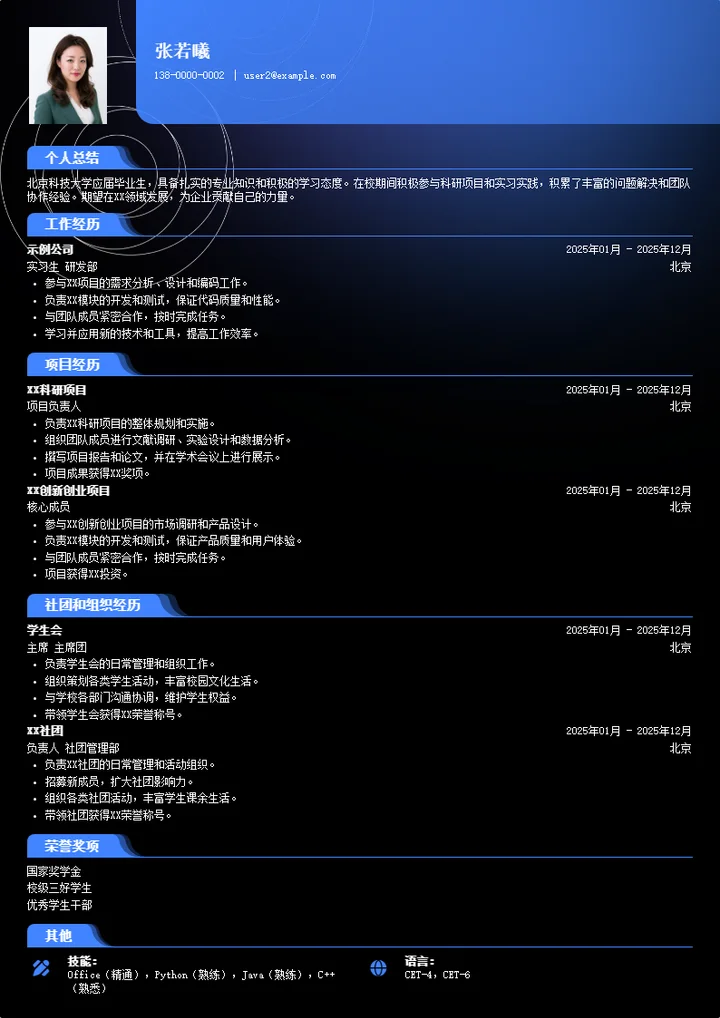 张若曦
138-0000-0002 | user2@example.com
个人总结
北京科技大学应届毕业生，具备扎实的专业知识和积极的学习态度。在校期间积极参与科研项目和实习实践，积累了丰富的问题解决和团队
协作经验。期望在XX领域发展，为企业贡献自己的力量。
工作经历
示例公司 2025年01月 - 2025年12月
实习生 研发部 北京
• 参与XX项目的需求分析、设计和编码工作。
• 负责XX模块的开发和测试，保证代码质量和性能。
• 与团队成员紧密合作，按时完成任务。
• 学习并应用新的技术和工具，提高工作效率。
项目经历
XX科研项目 2025年01月 - 2025年12月
项目负责人 北京
• 负责XX科研项目的整体规划和实施。
• 组织团队成员进行文献调研、实验设计和数据分析。
• 撰写项目报告和论文，并在学术会议上进行展示。
• 项目成果获得XX奖项。
XX创新创业项目 2025年01月 - 2025年12月
核心成员 北京
• 参与XX创新创业项目的市场调研和产品设计。
• 负责XX模块的开发和测试，保证产品质量和用户体验。
• 与团队成员紧密合作，按时完成任务。
• 项目获得XX投资。
社团和组织经历
学生会 2025年01月 - 2025年12月
主席 主席团 北京
• 负责学生会的日常管理和组织工作。
• 组织策划各类学生活动，丰富校园文化生活。
• 与学校各部门沟通协调，维护学生权益。
• 带领学生会获得XX荣誉称号。
XX社团 2025年01月 - 2025年12月
负责人 社团管理部 北京
• 负责XX社团的日常管理和活动组织。
• 招募新成员，扩大社团影响力。
• 组织各类社团活动，丰富学生课余生活。
• 带领社团获得XX荣誉称号。
荣誉奖项
国家奖学金
校级三好学生
优秀学生干部
其他
技能：
Office（精通），Python（熟练），Java（熟练），C++
（熟悉）
语言：
CET-4，CET-6